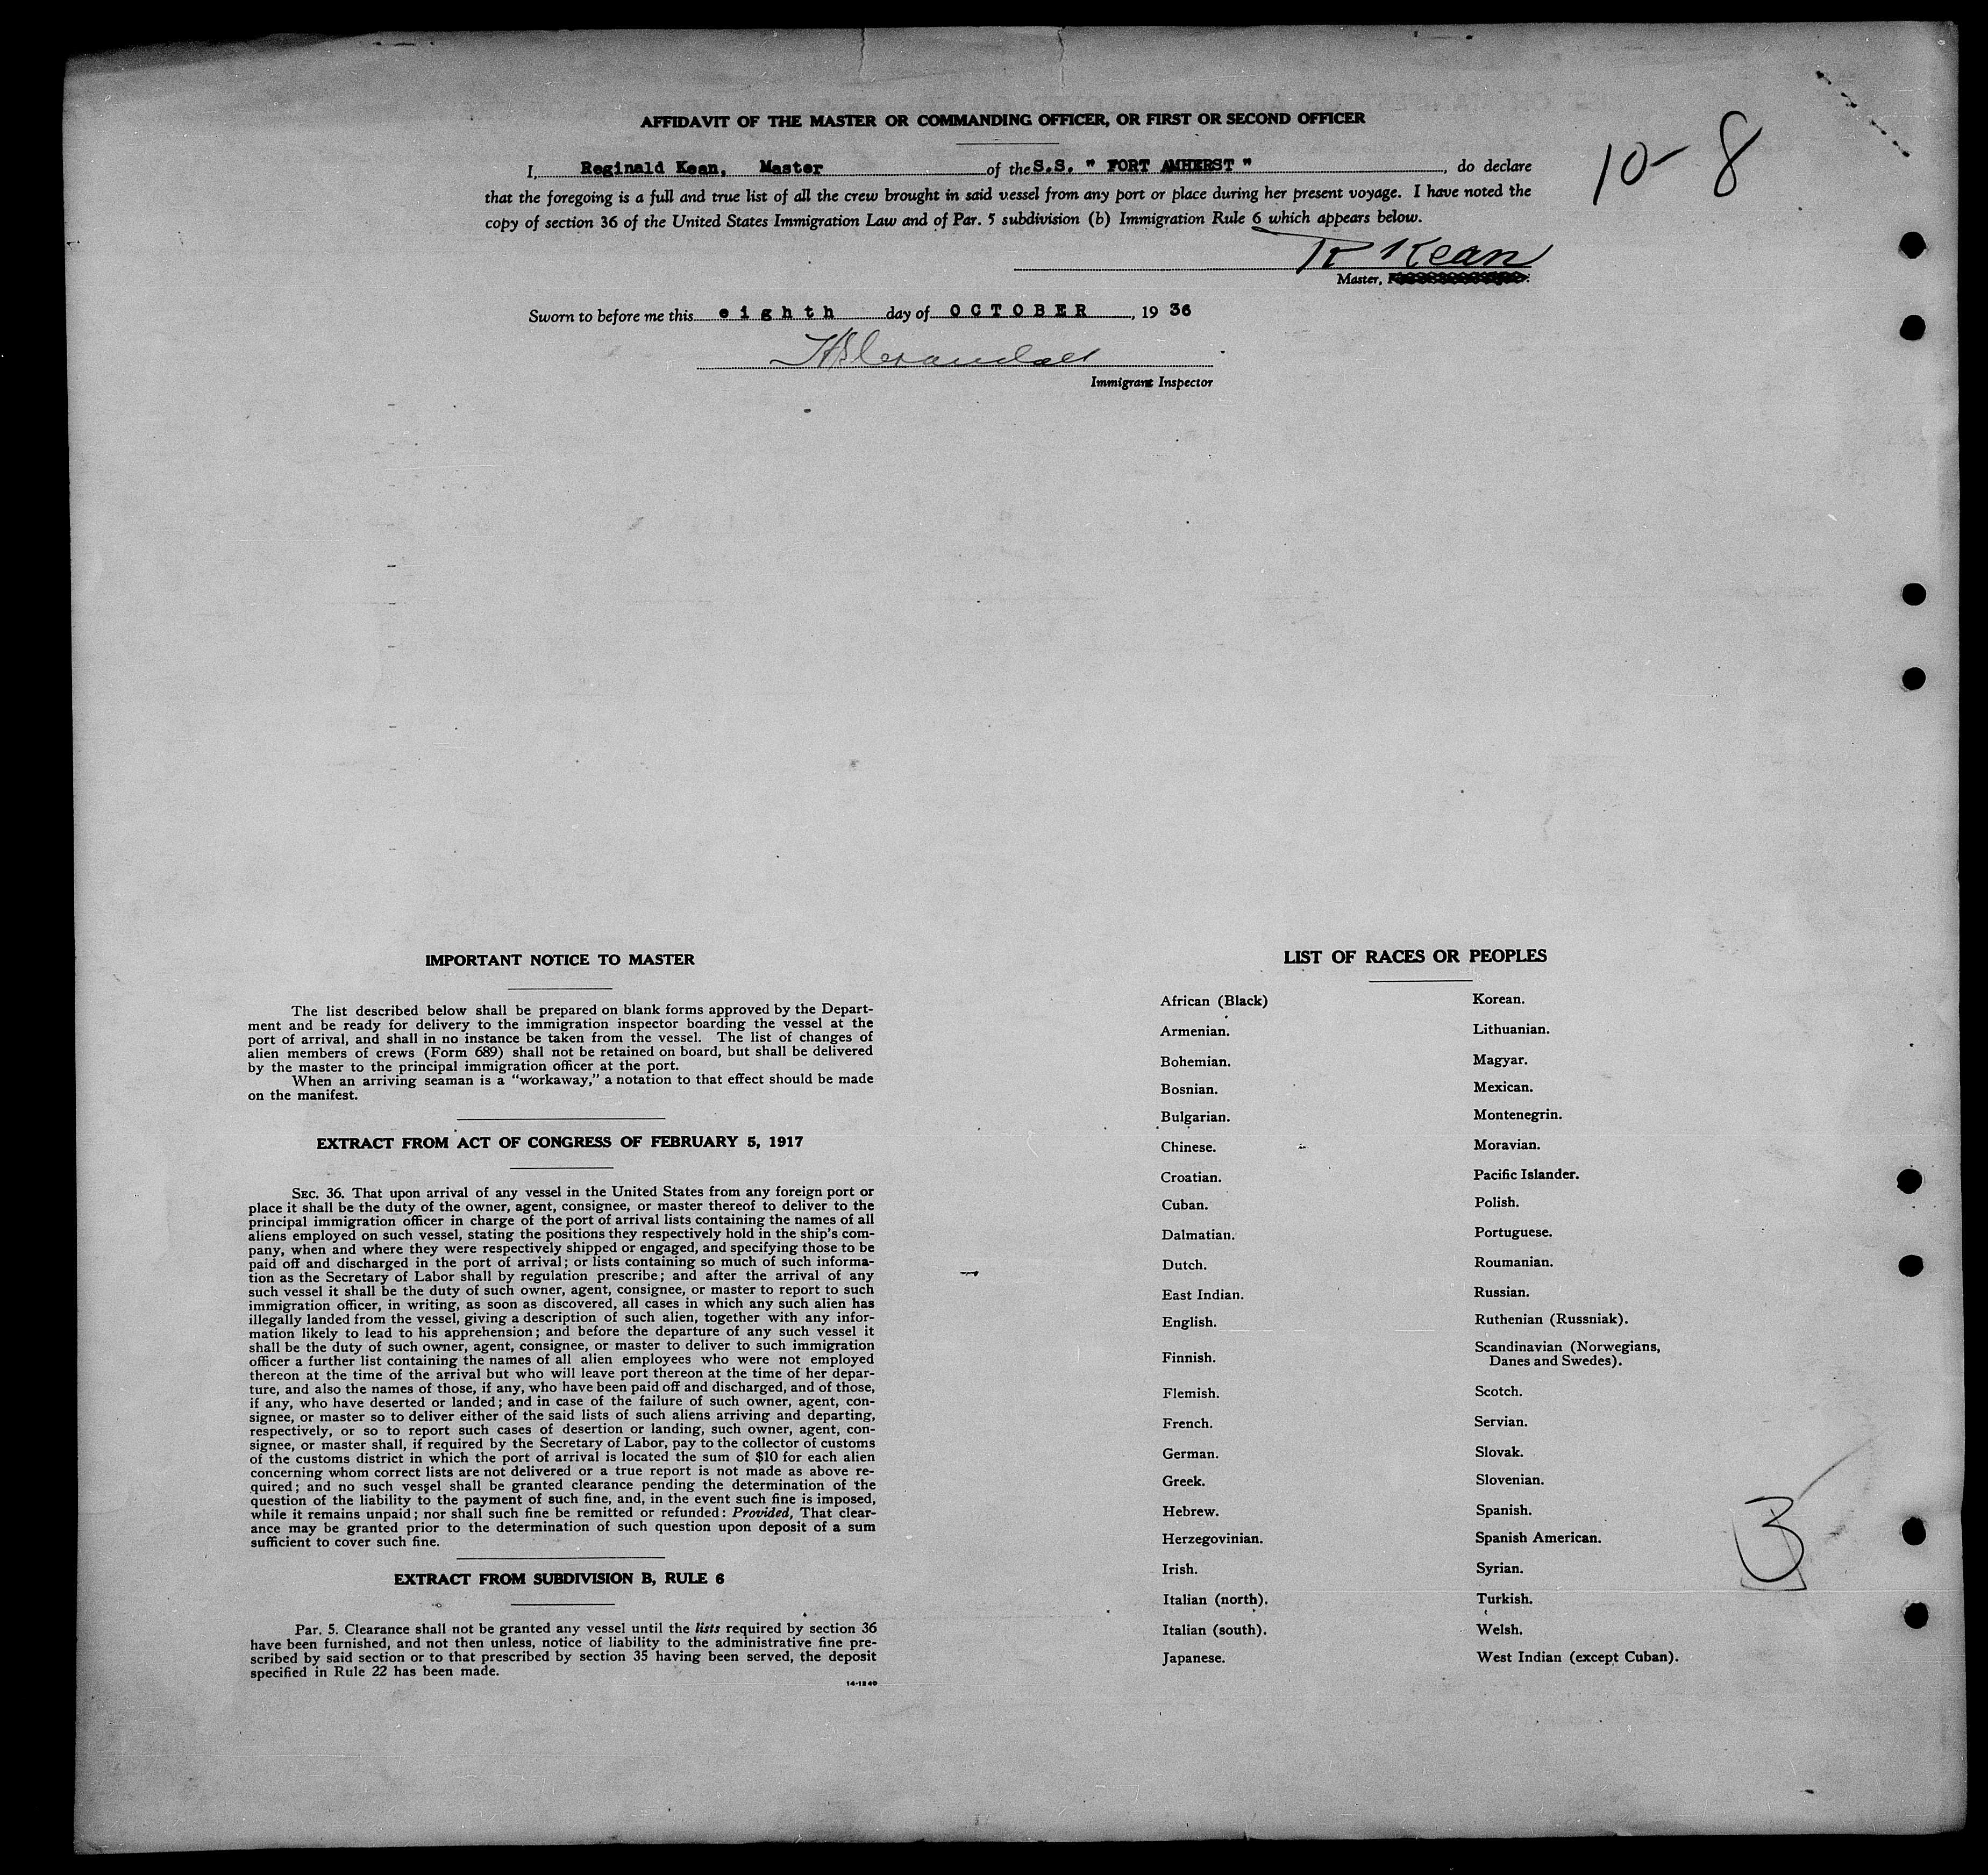 AFFIDAVIT OF THE MASTER OR COMMANDING OFFICER, OR FIRST OR SECOND OFFICER
10-8
I, Reginald Kean, Master of the S.S. " FORT AMHERST ", do declare
that the foregoing is a full and true list of all the crew brought in said vessel from any port or place during her present voyage. I have noted the
copy of section 36 of the United States Immigration Law and of Par. 5 subdivision (b) Immigration Rule 6 which appears below.
R Kean
Master,
Sworn to before me this eighth day of OCTOBER, 19 36
Immigrant Inspector
IMPORTANT NOTICE TO MASTER
The list described below shall be prepared on blank forms approved by the Depart-
ment and be ready for delivery to the immigration inspector boarding the vessel at the
port of arrival, and shall in no instance be taken from the vessel. The list of changes of
alien members of crews (Form 689) shall not be retained on board, but shall be delivered
by the master to the principal immigration officer at the port.
When an arriving seaman is a "workaway," a notation to that effect should be made
on the manifest.
EXTRACT FROM ACT OF CONGRESS OF FEBRUARY 5, 1917
SEC. 36. That upon arrival of any vessel in the United States from any foreign port or
place it shall be the duty of the owner, agent, consignee, or master thereof to deliver to the
principal immigration officer in charge of the port of arrival lists containing the names of all
aliens employed on such vessel, stating the positions they respectively hold in the ship's com-
pany, when and where they were respectively shipped or engaged, and specifying those to be
paid off and discharged in the port of arrival; or lists containing so much of such informa-
tion as the Secretary of Labor shall by regulation prescribe; and after the arrival of any
such vessel it shall be the duty of such owner, agent, consignee, or master to report to such
immigration officer, in writing, as soon as discovered, all cases in which any such alien has
illegally landed from the vessel, giving a description of such alien, together with any infor-
mation likely to lead to his apprehension; and before the departure of any such vessel it
shall be the duty of such owner, agent, consignee, or master to deliver to such immigration
officer a further list containing the names of all alien employees who were not employed
thereon at the time of the arrival but who will leave port thereon at the time of her depar-
ture, and also the names of those, if any, who have been paid off and discharged, and of those,
if any, who have deserted or landed; and in case of the failure of such owner, agent, con-
signee, or master so to deliver either of the said lists of such aliens arriving and departing,
respectively, or so to report such cases of desertion or landing, such owner, agent, con-
signee, or master shall, if required by the Secretary of Labor, pay to the collector of customs
of the customs district in which the port of arrival is located the sum of $10 for each alien
concerning whom correct lists are not delivered or a true report is not made as above re-
quired; and no such vessel shall be granted clearance pending the determination of the
question of the liability to the payment of such fine, and, in the event such fine is imposed,
while it remains unpaid; nor shall such fine be remitted or refunded: Provided, That clear-
ance may be granted prior to the determination of such question upon deposit of a sum
sufficient to cover such fine.
EXTRACT FROM SUBDIVISION B, RULE 6
Par. 5. Clearance shall not be granted any vessel until the lists required by section 36
have been furnished, and not then unless, notice of liability to the administrative fine pre-
scribed by said section or to that prescribed by section 35 having been served, the deposit
specified in Rule 22 has been made.
14-1240
LIST OF RACES OR PEOPLES
African (Black)
Armenian.
Bohemian.
Bosnian.
Bulgarian.
Chinese.
Croatian.
Cuban.
Dalmatian.
Dutch.
East Indian.
English.
Finnish.
Flemish.
French.
German.
Greek.
Hebrew.
Herzegovinian.
Irish.
Italian (north).
Italian (south).
Japanese.
Korean.
Lithuanian.
Magyar.
Mexican.
Montenegrin.
Moravian.
Pacific Islander.
Polish.
Portuguese.
Roumanian.
Russian.
Ruthenian (Russniak).
Scandinavian (Norwegians,
Danes and Swedes).
Scotch.
Servian.
Slovak.
Slovenian.
Spanish.
Spanish American.
Syrian.
Turkish.
Welsh.
West Indian (except Cuban).
3